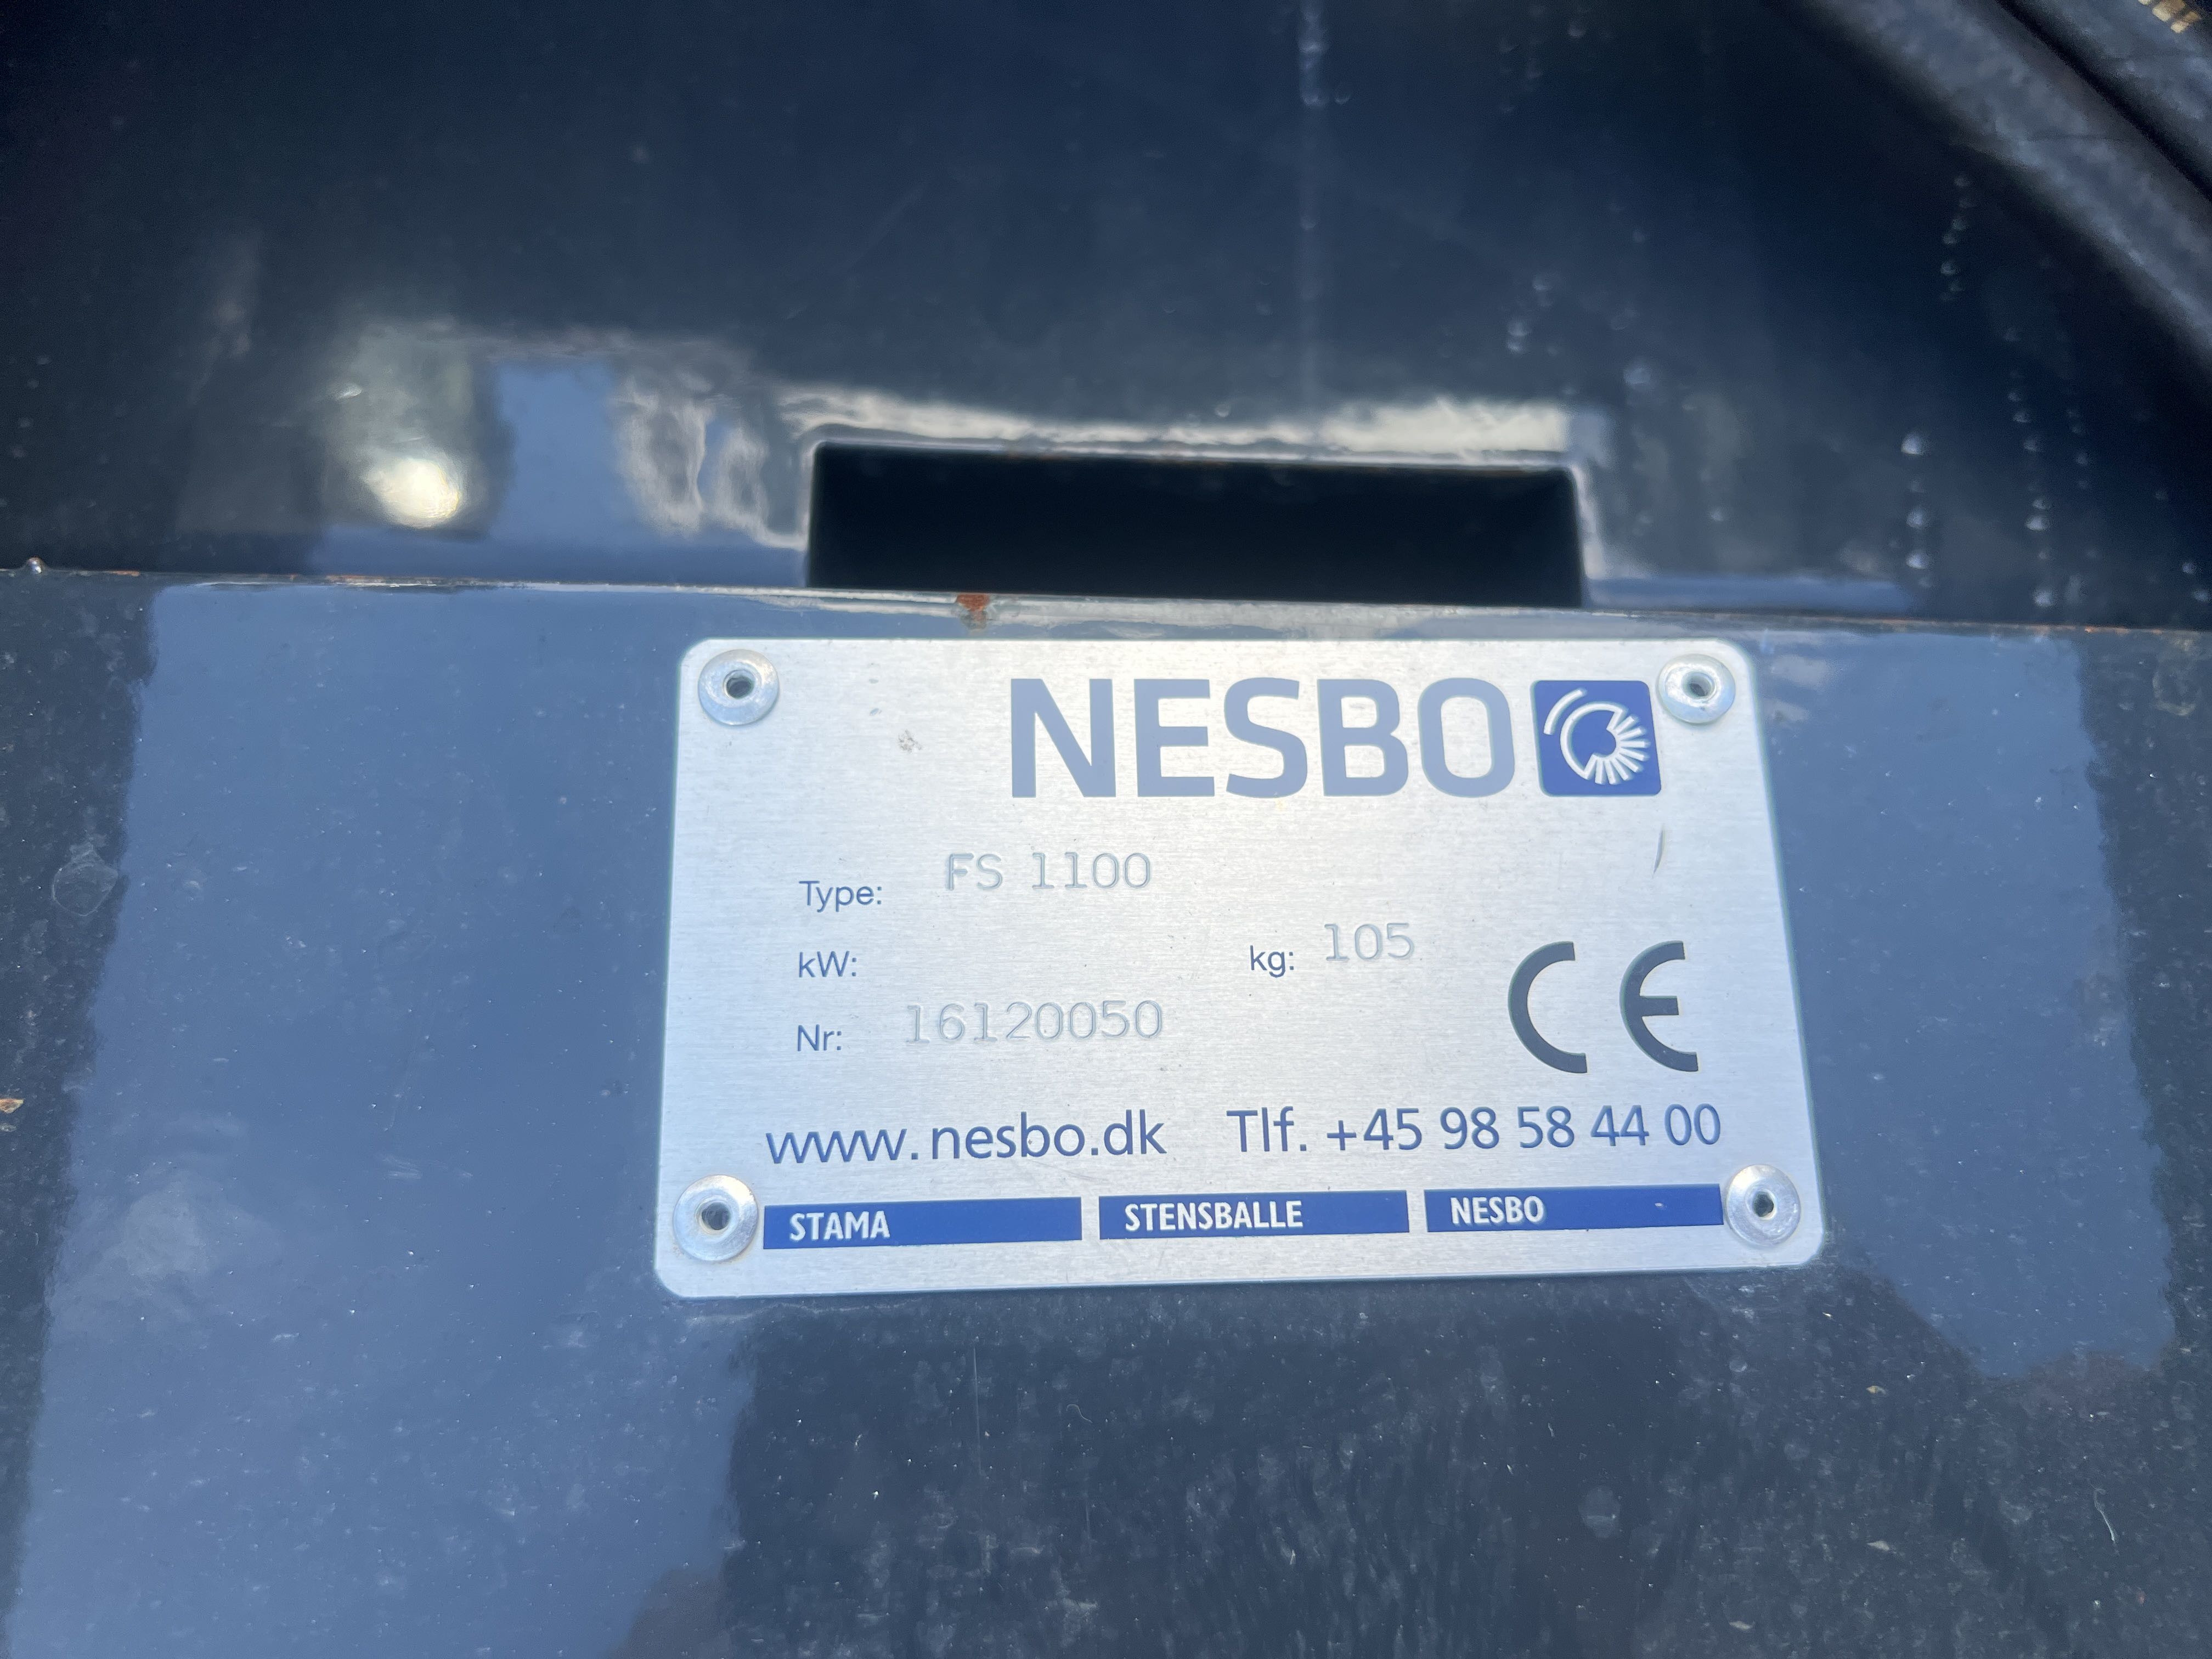 NESBO
Type: FS 1100
kW: kg: 105
Nr: 16120050
CE
www.nesbo.dk Tlf. +45 98 58 44 00
STAMA STENSBALLE NESBO